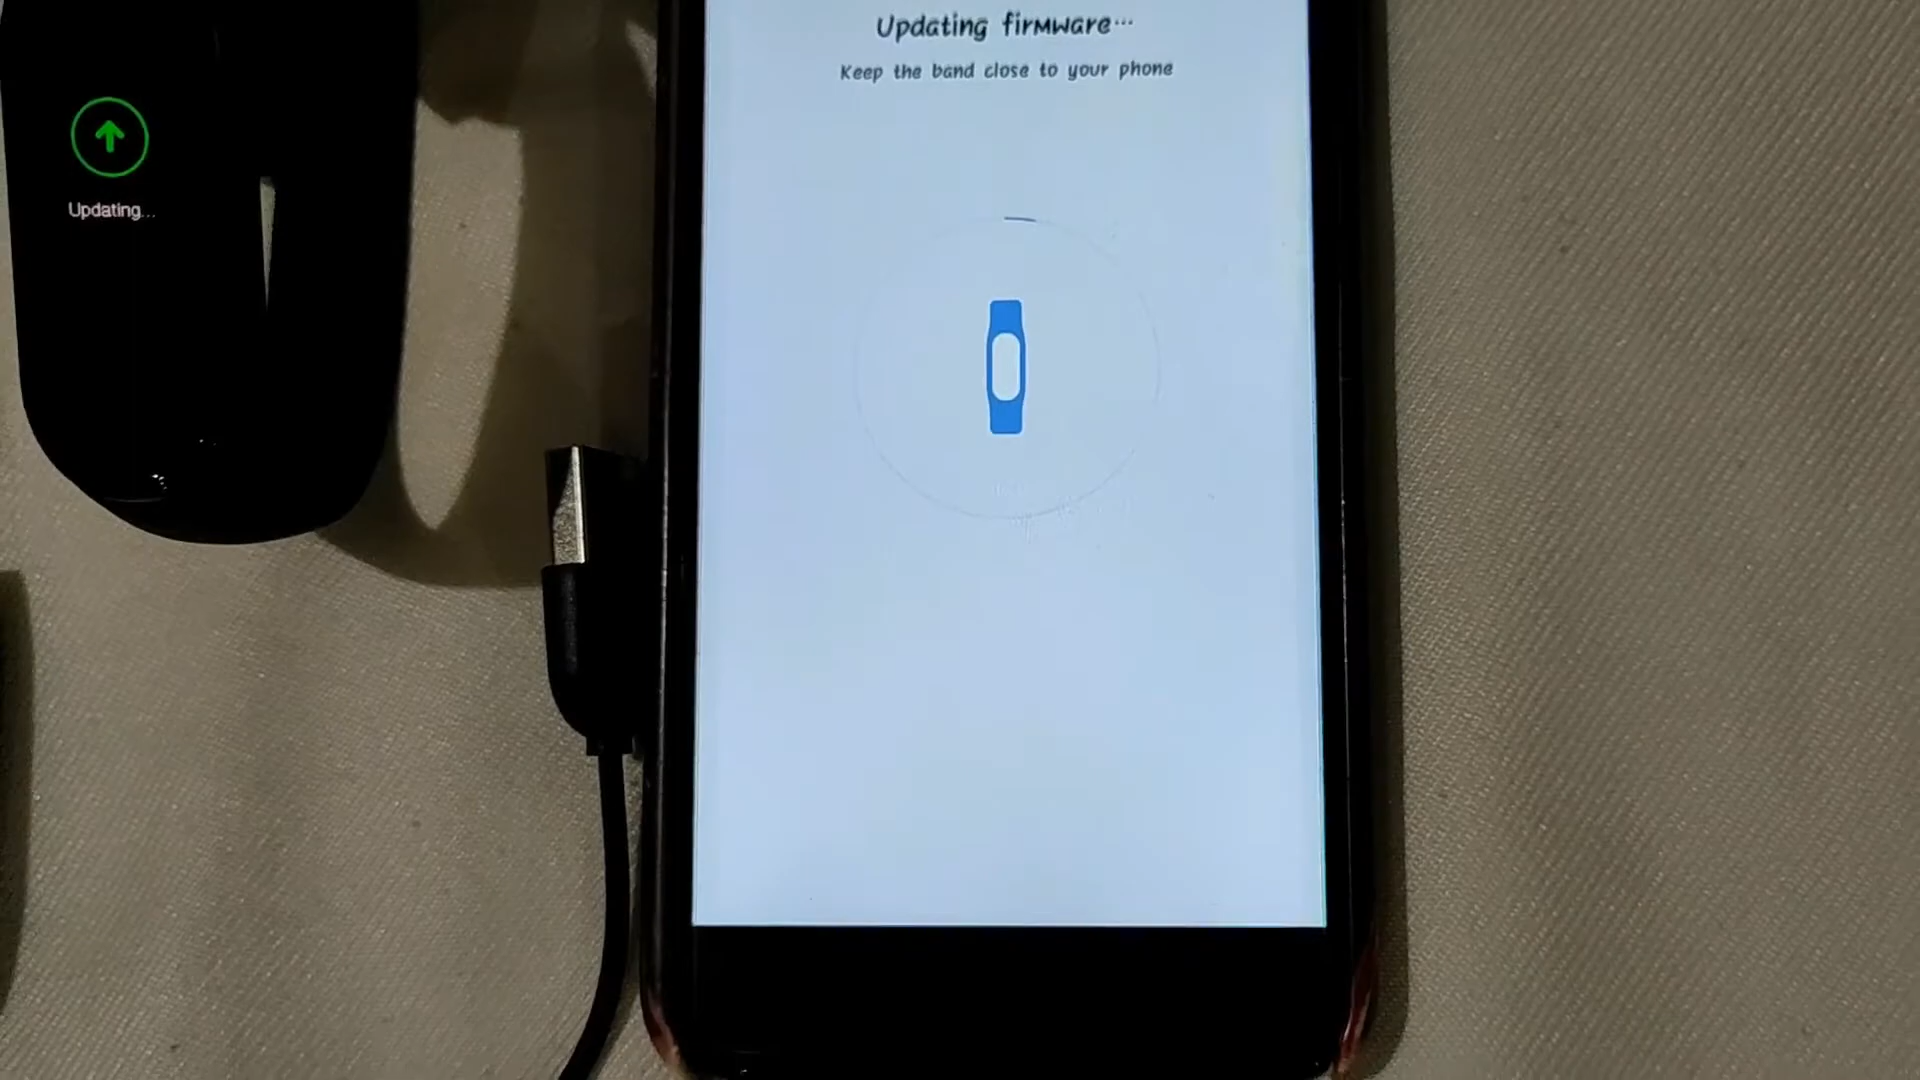 Updating firmware...
Keep the band close to your phone
Updating...